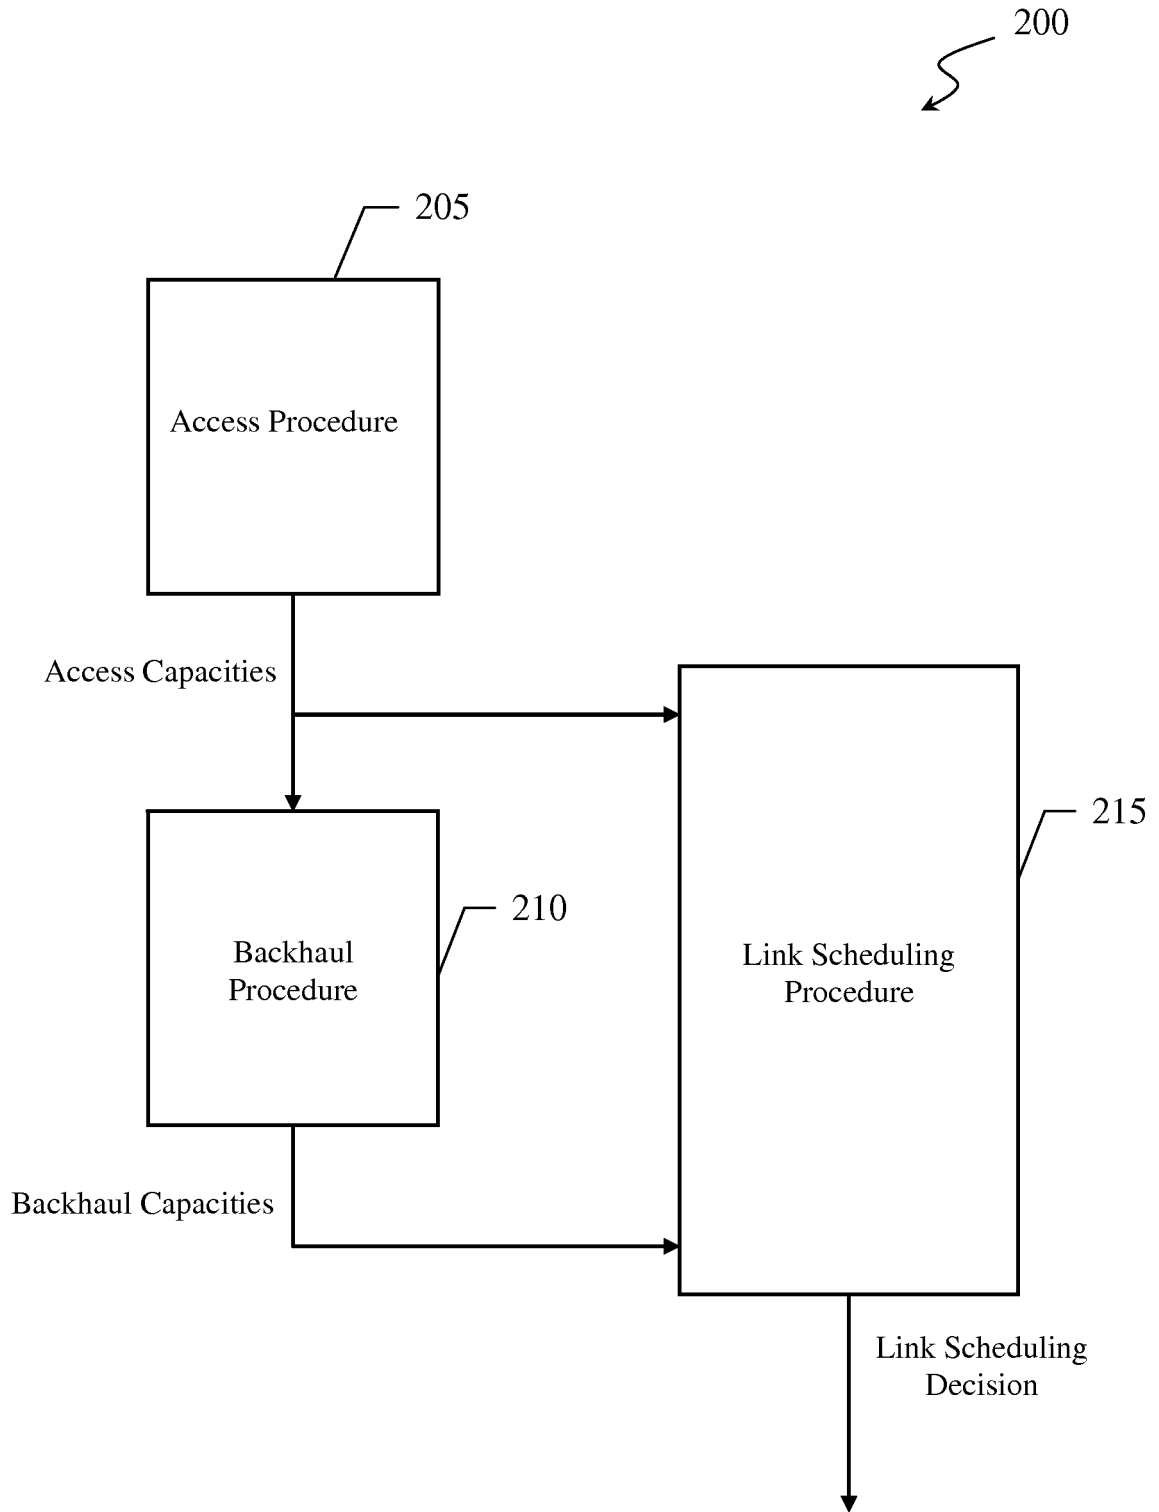 200
205
Access Procedure
Access Capacities
215
210
Backhaul
Procedure
Link Scheduling
Procedure
Backhaul Capacities
Link Scheduling
Decision